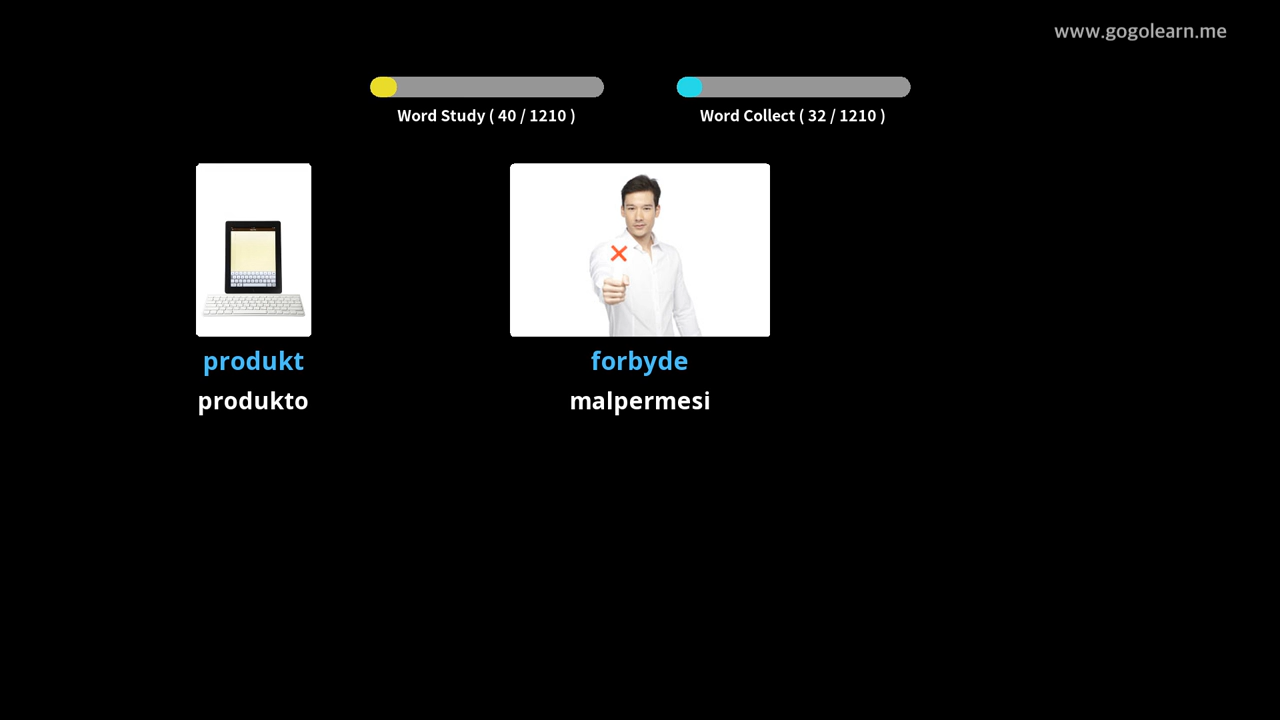 www.gogolearn.me
Word Study ( 40 / 1210 )
Word Collect ( 32 / 1210 )
produkt
produkto
forbyde
malpermesi